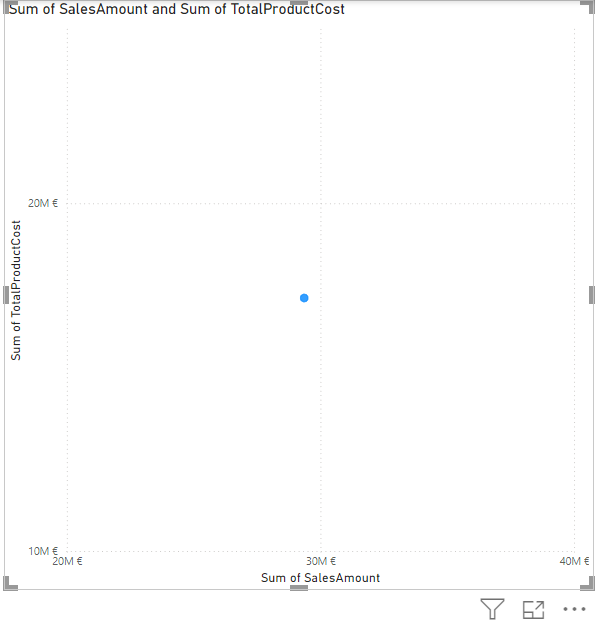 Sum of SalesAmount and Sum of TotalProductCost
20M €
Sum of TotalProductCost
10M €
20M €
30M €
40M €
Sum of SalesAmount